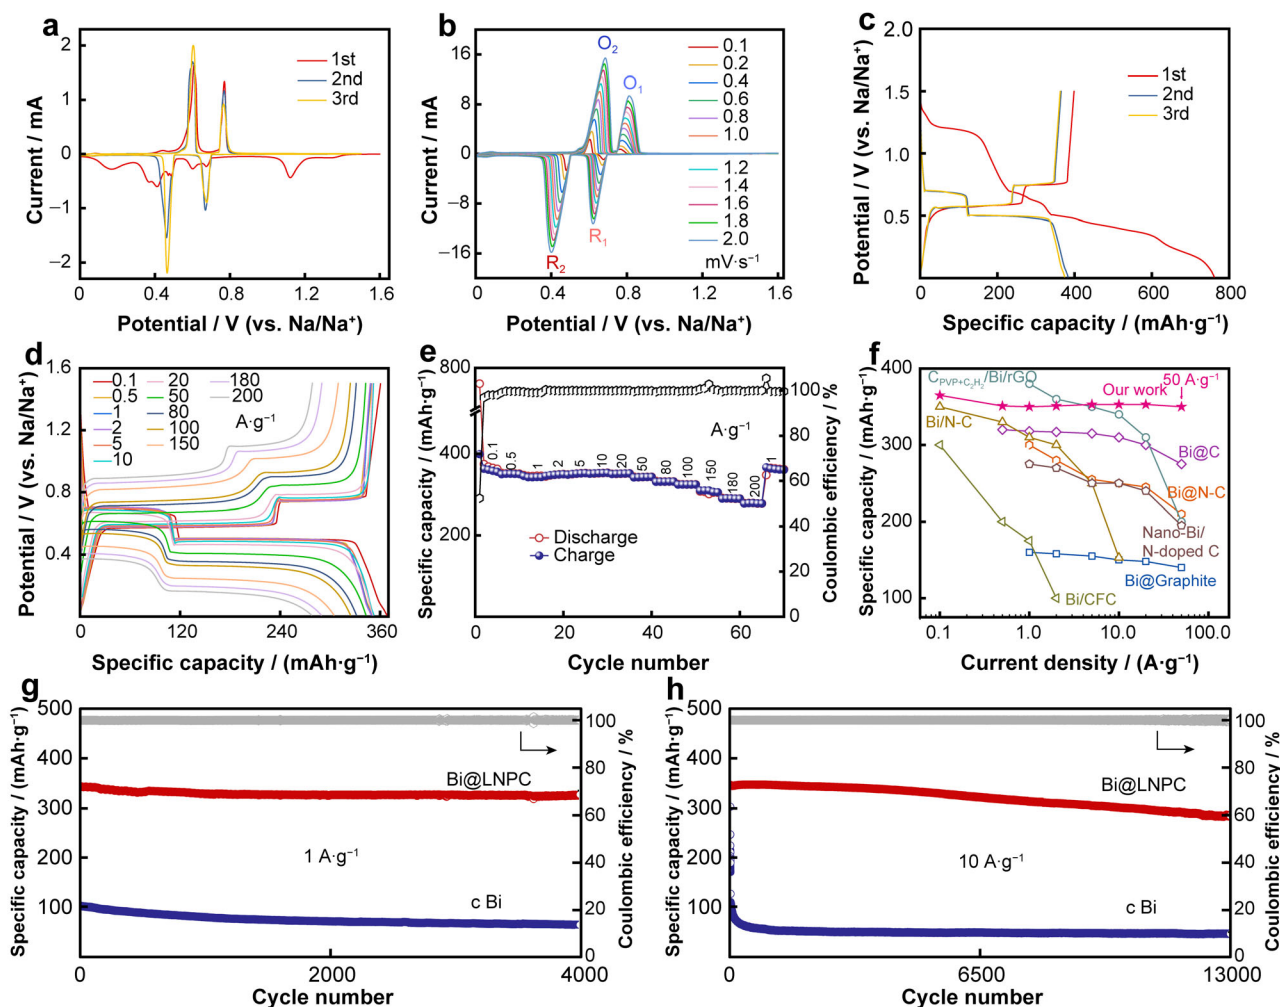 a
Current / mA
2
1
0
−1
−2
1st
2nd
3rd
0
0.4
0.8
1.2
1.6
Potential / V (vs. Na/Na⁺)
b
Current / mA
16
8
0
−8
−16
O₂
O₁
R₁
R₂
0.1
0.2
0.4
0.6
0.8
1.0
1.2
1.4
1.6
1.8
2.0
mV·s⁻¹
0
0.4
0.8
1.2
1.6
Potential / V (vs. Na/Na⁺)
c
Potential / V (vs. Na/Na⁺)
2.0
1.5
1.0
0.5
1st
2nd
3rd
0
200
400
600
800
Specific capacity / (mAh·g⁻¹)
d
Potential / V (vs. Na/Na⁺)
1.6
1.2
0.8
0.4
0.1
0.5
1
2
5
10
20
50
80
100
150
180
200
A·g⁻¹
0
120
240
360
Specific capacity / (mAh·g⁻¹)
e
Specific capacity / (mAh·g⁻¹)
800
600
400
200
0.1
0.5
1
2
5
10
20
50
80
100
150
180
200
1
A·g⁻¹
Discharge
Charge
Coulombic efficiency / %
100
80
60
40
20
0
0
20
40
60
Cycle number
f
Specific capacity / (mAh·g⁻¹)
400
300
200
100
C_PVP+C₂H₂/Bi/rGO
50 A·g⁻¹
Our work
Bi/N-C
Bi@C
Bi@N-C
Nano-Bi/
N-doped C
Bi@Graphite
Bi/CFC
0.1
1.0
10.0
100.0
Current density / (A·g⁻¹)
g
Specific capacity / (mAh·g⁻¹)
500
400
300
200
100
Bi@LNPC
1 A·g⁻¹
c Bi
Coulombic efficiency / %
100
80
60
40
20
0
0
2000
4000
Cycle number
h
Specific capacity / (mAh·g⁻¹)
500
400
300
200
100
Bi@LNPC
10 A·g⁻¹
c Bi
Coulombic efficiency / %
100
80
60
40
20
0
0
6500
13000
Cycle number